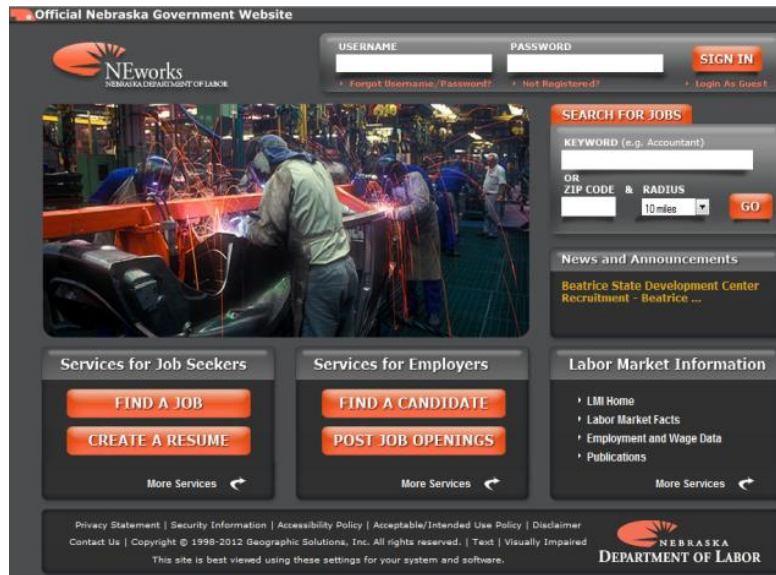 Official Nebraska Government Website
NEworks
NEBRASKA DEPARTMENT OF LABOR
USERNAME
PASSWORD
SIGN IN
Forgot Username/Password?
Not Registered?
Login As Guest
SEARCH FOR JOBS
KEYWORD (e.g. Accountant)
OR
ZIP CODE & RADIUS
10 miles
GO
News and Announcements
Beatrice State Development Center
Recruitment - Beatrice ...
Services for Job Seekers
FIND A JOB
CREATE A RESUME
More Services
Services for Employers
FIND A CANDIDATE
POST JOB OPENINGS
More Services
Labor Market Information
LMI Home
Labor Market Facts
Employment and Wage Data
Publications
More Services
Privacy Statement | Security Information | Accessibility Policy | Acceptable/Intended Use Policy | Disclaimer
Contact Us | Copyright © 1998-2012 Geographic Solutions, Inc. All rights reserved. | Text | Visually Impaired
This site is best viewed using these settings for your system and software.
NEBRASKA
DEPARTMENT OF LABOR